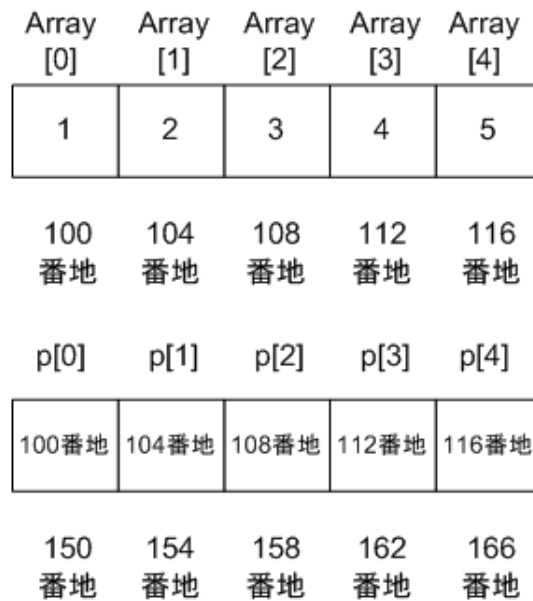 Array Array Array Array Array
[0] [1] [2] [3] [4]
1 2 3 4 5
100 104 108 112 116
番地 番地 番地 番地 番地
p[0] p[1] p[2] p[3] p[4]
100番地 104番地 108番地 112番地 116番地
150 154 158 162 166
番地 番地 番地 番地 番地